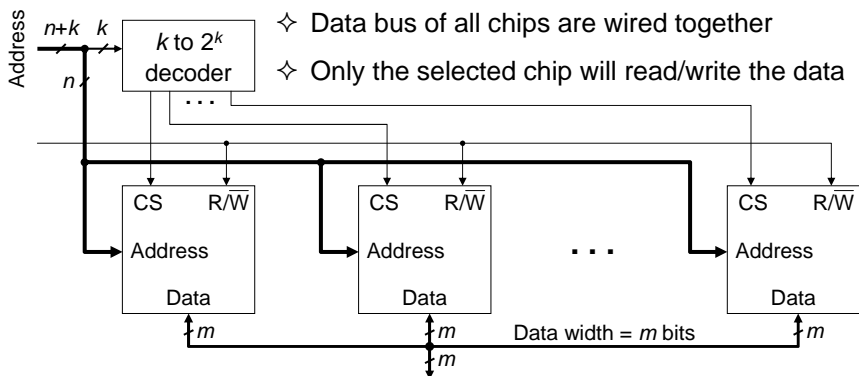 Address
n+k
k
n
k to 2ᵏ
decoder
...
✧ Data bus of all chips are wired together
✧ Only the selected chip will read/write the data
CS R/W̅
Address
Data
CS R/W̅
Address
Data
...
CS R/W̅
Address
Data
m
m
Data width = m bits
m
m